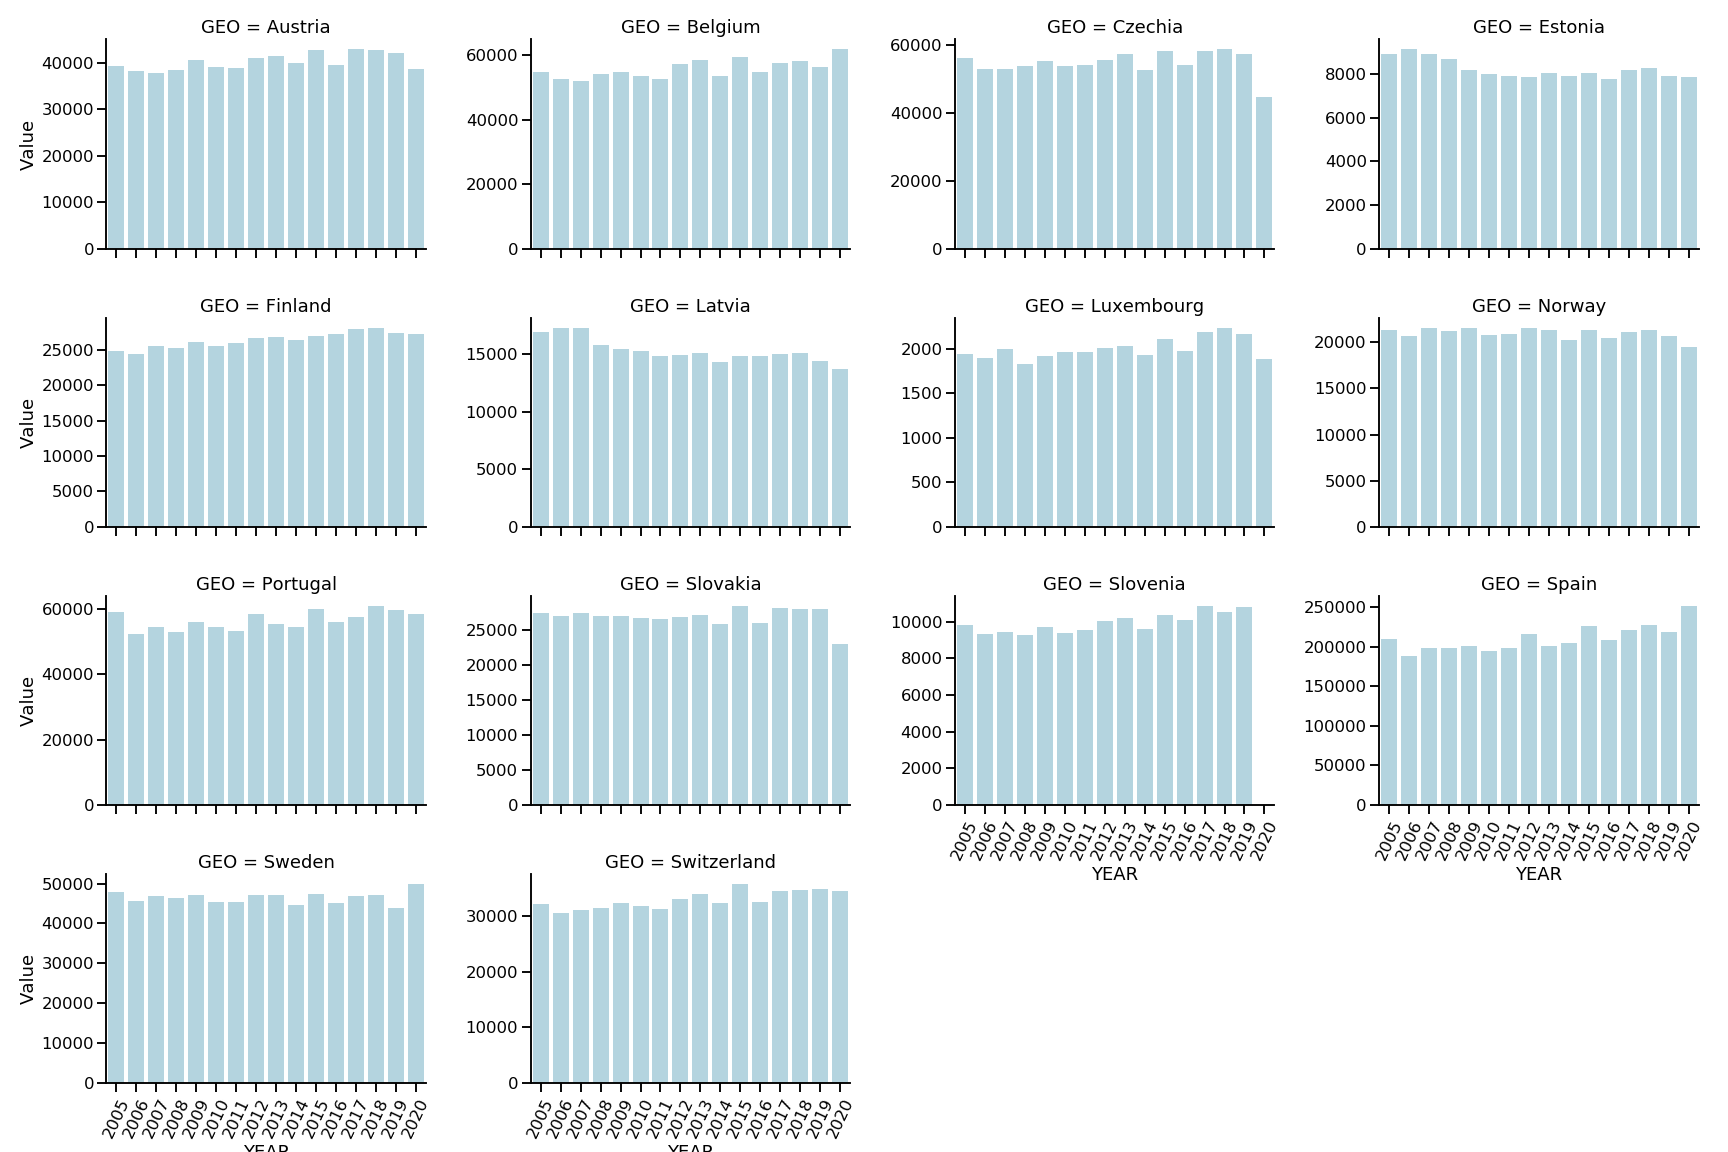 GEO = Austria
Value
40000
30000
20000
10000
0
GEO = Belgium
60000
40000
20000
0
GEO = Czechia
60000
40000
20000
0
GEO = Estonia
8000
6000
4000
2000
0
GEO = Finland
Value
25000
20000
15000
10000
5000
0
GEO = Latvia
15000
10000
5000
0
GEO = Luxembourg
2000
1500
1000
500
0
GEO = Norway
20000
15000
10000
5000
0
GEO = Portugal
Value
60000
40000
20000
0
GEO = Slovakia
25000
20000
15000
10000
5000
0
GEO = Slovenia
10000
8000
6000
4000
2000
0
2005 2006 2007 2008 2009 2010 2011 2012 2013 2014 2015 2016 2017 2018 2019 2020
YEAR
GEO = Spain
250000
200000
150000
100000
50000
0
2005 2006 2007 2008 2009 2010 2011 2012 2013 2014 2015 2016 2017 2018 2019 2020
YEAR
GEO = Sweden
Value
50000
40000
30000
20000
10000
0
2005 2006 2007 2008 2009 2010 2011 2012 2013 2014 2015 2016 2017 2018 2019 2020
YEAR
GEO = Switzerland
30000
20000
10000
0
2005 2006 2007 2008 2009 2010 2011 2012 2013 2014 2015 2016 2017 2018 2019 2020
YEAR